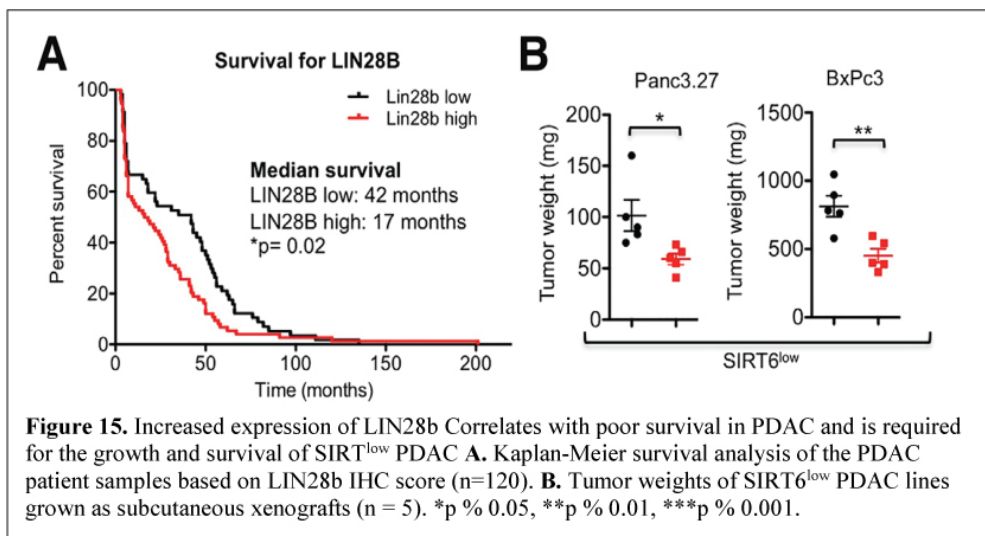 A
Survival for LIN28B
Lin28b low
Lin28b high
Median survival
LIN28B low: 42 months
LIN28B high: 17 months
*p= 0.02
Percent survival
100
80
60
40
20
0
0 50 100 150 200
Time (months)
B
Panc3.27
Tumor weight (mg)
200
150
100
50
0
*
BxPc3
Tumor weight (mg)
1500
1000
500
0
**
SIRT6low
Figure 15. Increased expression of LIN28b Correlates with poor survival in PDAC and is required
for the growth and survival of SIRTlow PDAC A. Kaplan-Meier survival analysis of the PDAC
patient samples based on LIN28b IHC score (n=120). B. Tumor weights of SIRT6low PDAC lines
grown as subcutaneous xenografts (n = 5). *p % 0.05, **p % 0.01, ***p % 0.001.